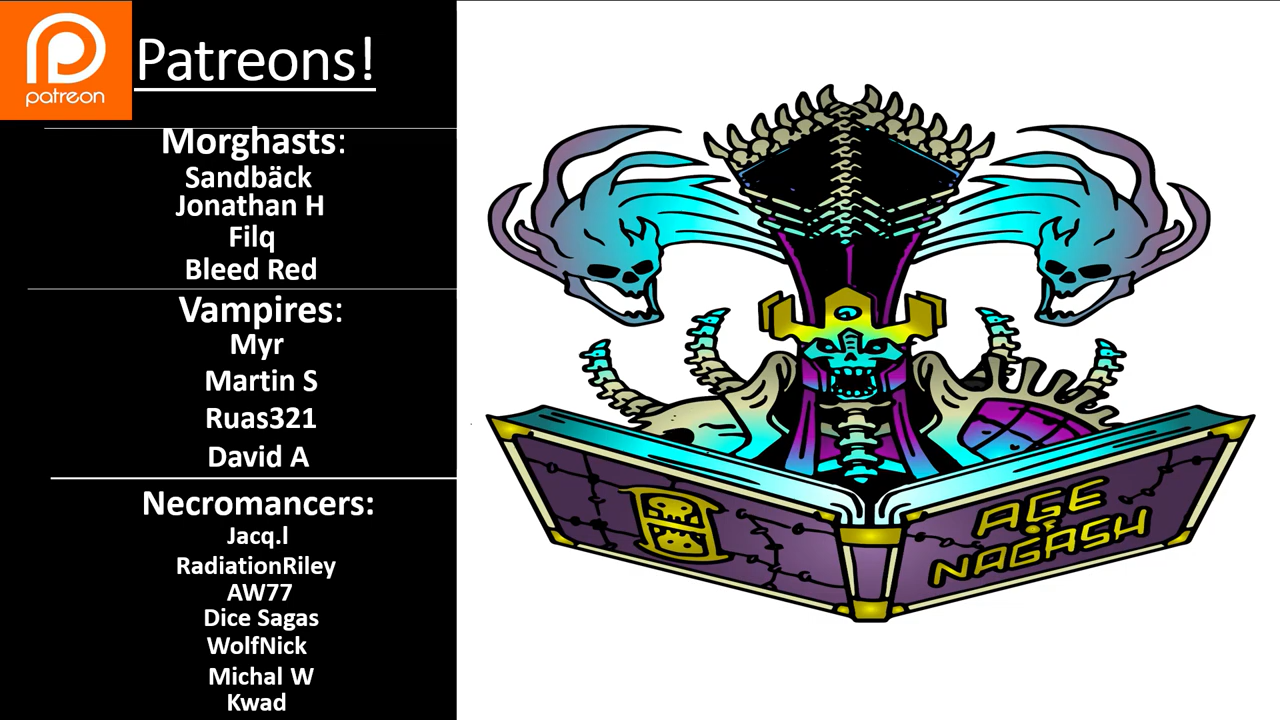 patreon
Patreons!
Morghasts:
Sandbäck
Jonathan H
Filq
Bleed Red
Vampires:
Myr
Martin S
Ruas321
David A
Necromancers:
Jacq.l
RadiationRiley
AW77
Dice Sagas
WolfNick
Michal W
Kwad
AGE
OF
NAGASH